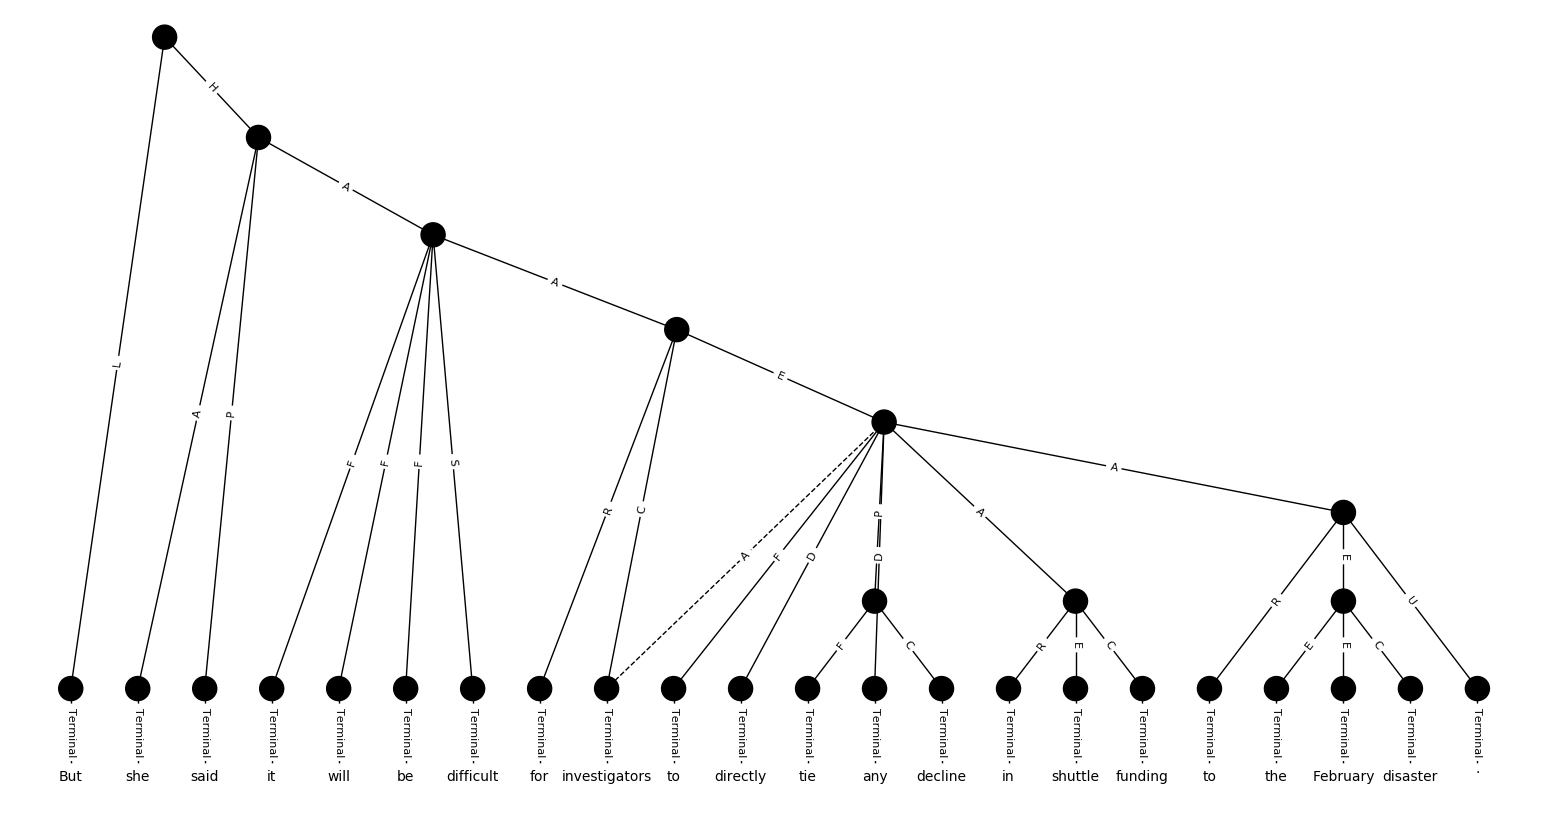 H
A
A
L
E
A
P
A
F
F
F
S
A
R
C
P
A
A
F
D
D
E
R
U
F
C
R
E
C
E
E
C
Terminal Terminal Terminal Terminal Terminal Terminal Terminal Terminal Terminal Terminal Terminal Terminal Terminal Terminal Terminal Terminal Terminal Terminal Terminal Terminal Terminal Terminal
But she said it will be difficult for investigators to directly tie any decline in shuttle funding to the February disaster .